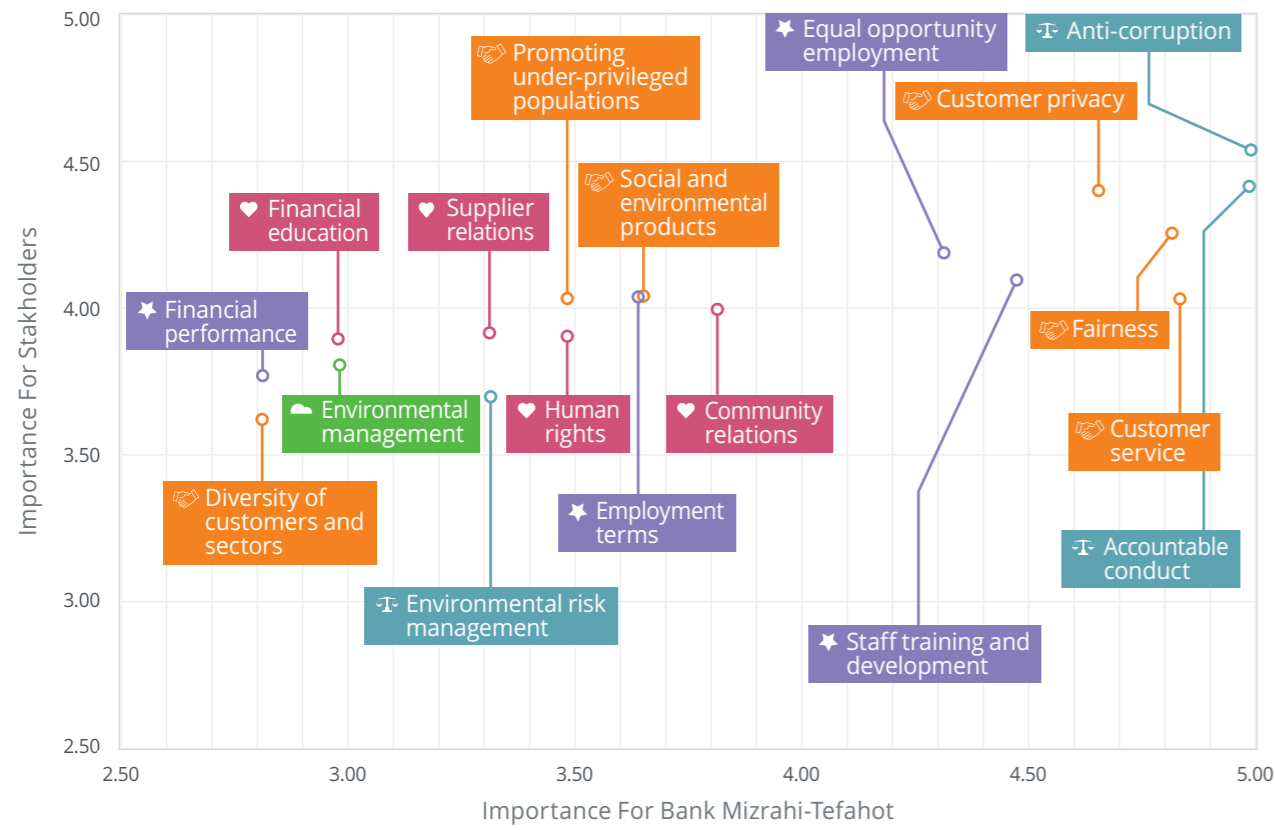 5.00
4.50
4.00
3.50
3.00
2.50
Importance For Stakholders
Equal opportunity
employment
Anti-corruption
Promoting
under-privileged
populations
Customer privacy
Social and
environmental
products
Financial
education
Supplier
relations
Financial
performance
Fairness
Environmental
management
Human
rights
Community
relations
Customer
service
Diversity of
customers and
sectors
Employment
terms
Accountable
conduct
Environmental risk
management
Staff training and
development
2.50
3.00
3.50
4.00
4.50
5.00
Importance For Bank Mizrahi-Tefahot